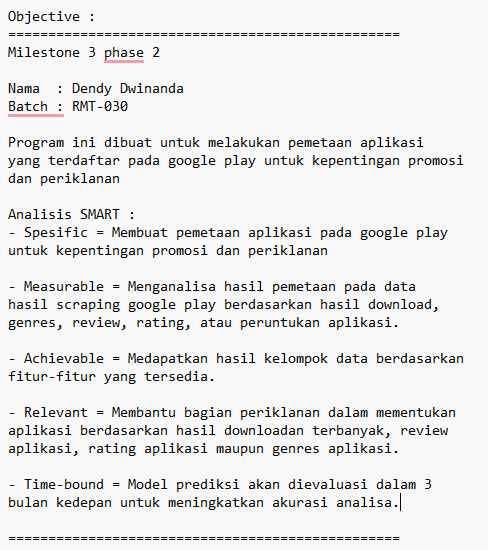 Objective :
=================================================
Milestone 3 phase 2
Nama  : Dendy Dwinanda
Batch : RMT-030
Program ini dibuat untuk melakukan pemetaan aplikasi
yang terdaftar pada google play untuk kepentingan promosi
dan periklanan
Analisis SMART :
- Spesific = Membuat pemetaan aplikasi pada google play
untuk kepentingan promosi dan periklanan
- Measurable = Menganalisa hasil pemetaan pada data
hasil scraping google play berdasarkan hasil download,
genres, review, rating, atau peruntukan aplikasi.
- Achievable = Medapatkan hasil kelompok data berdasarkan
fitur-fitur yang tersedia.
- Relevant = Membantu bagian periklanan dalam mementukan
aplikasi berdasarkan hasil downloadan terbanyak, review
aplikasi, rating aplikasi maupun genres aplikasi.
- Time-bound = Model prediksi akan dievaluasi dalam 3
bulan kedepan untuk meningkatkan akurasi analisa.
=================================================